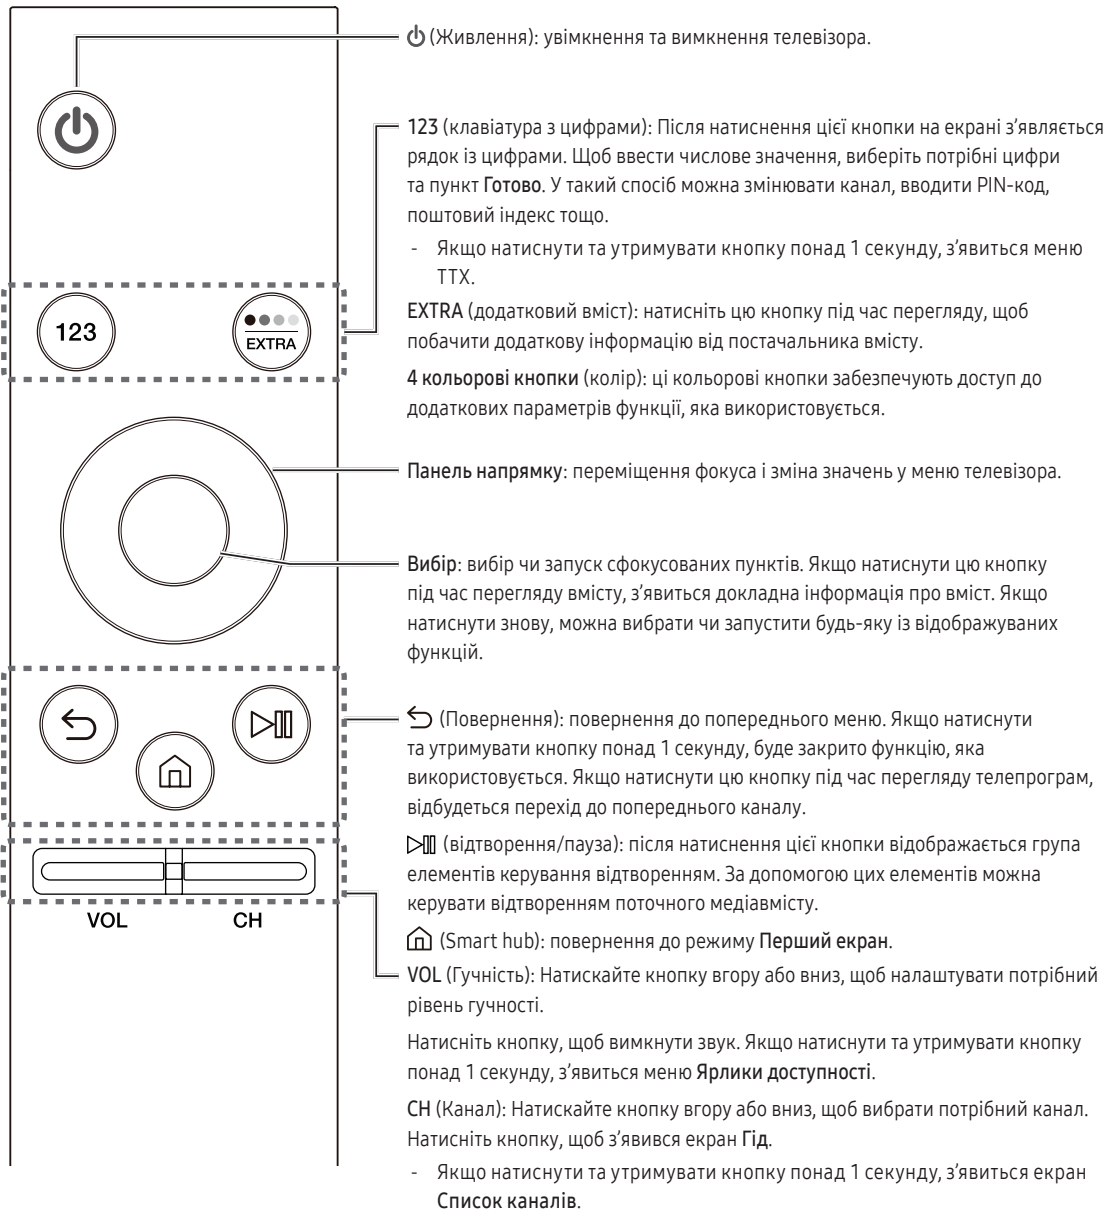 (Живлення): увімкнення та вимкнення телевізора.
123 (клавіатура з цифрами): Після натиснення цієї кнопки на екрані з’являється
рядок із цифрами. Щоб ввести числове значення, виберіть потрібні цифри
та пункт Готово. У такий спосіб можна змінювати канал, вводити PIN-код,
поштовий індекс тощо.
- Якщо натиснути та утримувати кнопку понад 1 секунду, з’явиться меню
TTX.
123
EXTRA
EXTRA (додатковий вміст): натисніть цю кнопку під час перегляду, щоб
побачити додаткову інформацію від постачальника вмісту.
4 кольорові кнопки (колір): ці кольорові кнопки забезпечують доступ до
додаткових параметрів функції, яка використовується.
Панель напрямку: переміщення фокуса і зміна значень у меню телевізора.
Вибір: вибір чи запуск сфокусованих пунктів. Якщо натиснути цю кнопку
під час перегляду вмісту, з’явиться докладна інформація про вміст. Якщо
натиснути знову, можна вибрати чи запустити будь-яку із відображуваних
функцій.
(Повернення): повернення до попереднього меню. Якщо натиснути
та утримувати кнопку понад 1 секунду, буде закрито функцію, яка
використовується. Якщо натиснути цю кнопку під час перегляду телепрограм,
відбудеться перехід до попереднього каналу.
(відтворення/пауза): після натиснення цієї кнопки відображається група
елементів керування відтворенням. За допомогою цих елементів можна
керувати відтворенням поточного медіавмісту.
VOL
CH
(Smart hub): повернення до режиму Перший екран.
VOL (Гучність): Натискайте кнопку вгору або вниз, щоб налаштувати потрібний
рівень гучності.
Натисніть кнопку, щоб вимкнути звук. Якщо натиснути та утримувати кнопку
понад 1 секунду, з’явиться меню Ярлики доступності.
CH (Канал): Натискайте кнопку вгору або вниз, щоб вибрати потрібний канал.
Натисніть кнопку, щоб з’явився екран Гід.
- Якщо натиснути та утримувати кнопку понад 1 секунду, з’явиться екран
Список каналів.